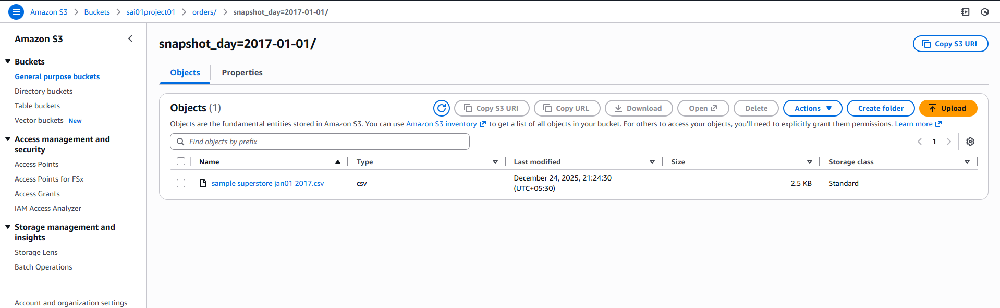 Amazon S3 > Buckets > sai01project01 > orders/ > snapshot_day=2017-01-01/
Amazon S3
Buckets
General purpose buckets
Directory buckets
Table buckets
Vector buckets New
Access management and
security
Access Points
Access Points for FSx
Access Grants
IAM Access Analyzer
Storage management and
insights
Storage Lens
Batch Operations
Account and organization settings
snapshot_day=2017-01-01/
Copy S3 URI
Objects Properties
Objects (1)
Copy S3 URI Copy URL Download Open Delete Actions Create folder Upload
Objects are the fundamental entities stored in Amazon S3. You can use Amazon S3 inventory to get a list of all objects in your bucket. For others to access your objects, you'll need to explicitly grant them permissions. Learn more
Find objects by prefix
1
Name Type Last modified Size Storage class
sample superstore jan01 2017.csv csv December 24, 2025, 21:24:30 2.5 KB Standard
(UTC+05:30)